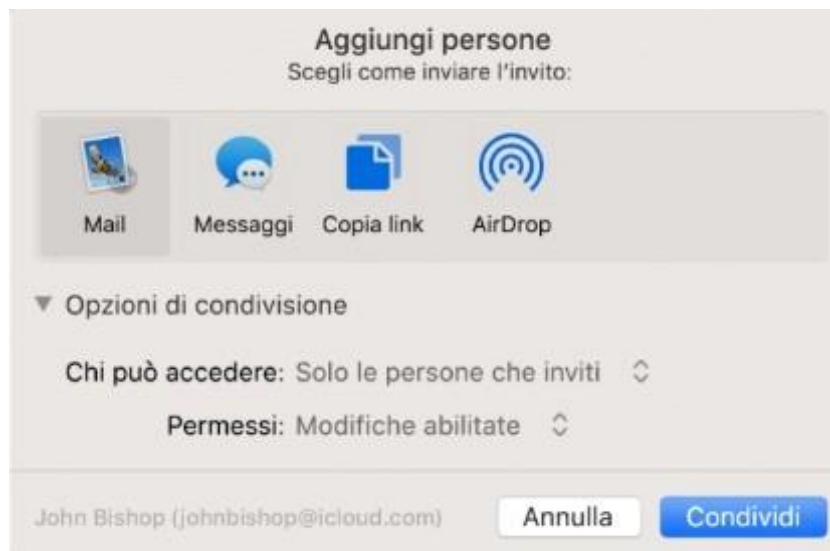 Aggiungi persone
Scegli come inviare l'invito:
Mail Messaggi Copia link AirDrop
Opzioni di condivisione
Chi può accedere: Solo le persone che inviti
Permessi: Modifiche abilitate
John Bishop (johnbishop@icloud.com) Annulla Condividi